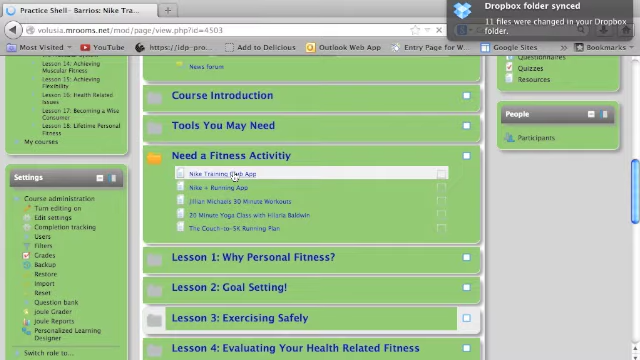 Practice Shell- Barrios: Nike Tra...
Dropbox folder synced
11 files were changed in your Dropbox
folder.
volusia.mrooms.net/mod/page/view.php?id=4503
Most Visited
YouTube
https://idp-pro...
Add to Delicious
Outlook Web App
Entry Page for W...
Google Sites
Bookmarks
Lesson 14: Achieving
Muscular Fitness
Lesson 15: Achieving
Flexibility
Lesson 16: Health Related
Issues
Lesson 17: Becoming a Wise
Consumer
Lesson 18: Lifetime Personal
Fitness
My courses
Settings
Course administration
Turn editing on
Edit settings
Completion tracking
Users
Filters
Grades
Backup
Restore
Import
Reset
Question bank
joule Grader
joule Reports
Personalized Learning
Designer
Switch role to...
News forum
Course Introduction
Tools You May Need
Need a Fitness Activitiy
Nike Training Club App
Nike + Running App
Jillian Michaels 30 Minute Workouts
20 Minute Yoga Class with Hilaria Baldwin
The Couch-to-5K Running Plan
Lesson 1: Why Personal Fitness?
Lesson 2: Goal Setting!
Lesson 3: Exercising Safely
Lesson 4: Evaluating Your Health Related Fitness
Questionnaires
Quizzes
Resources
People
Participants